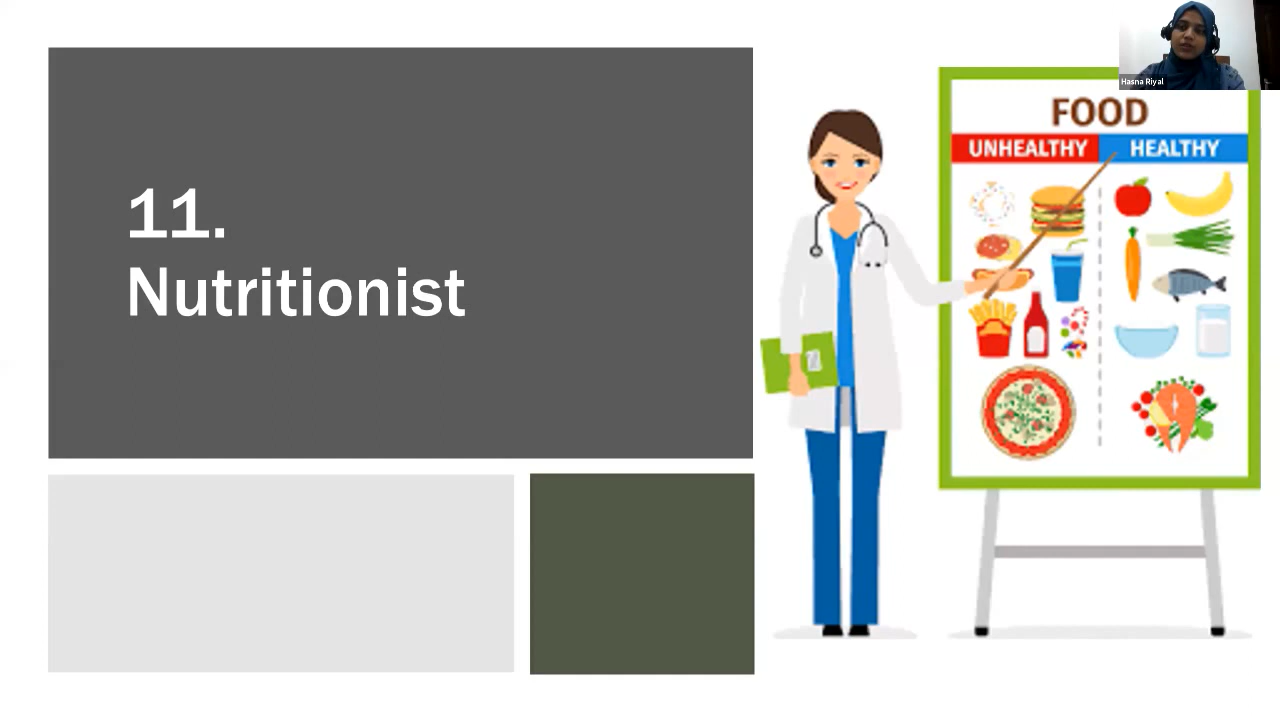 11.
Nutritionist
FOOD
UNHEALTHY
HEALTHY
Hasna Riyal